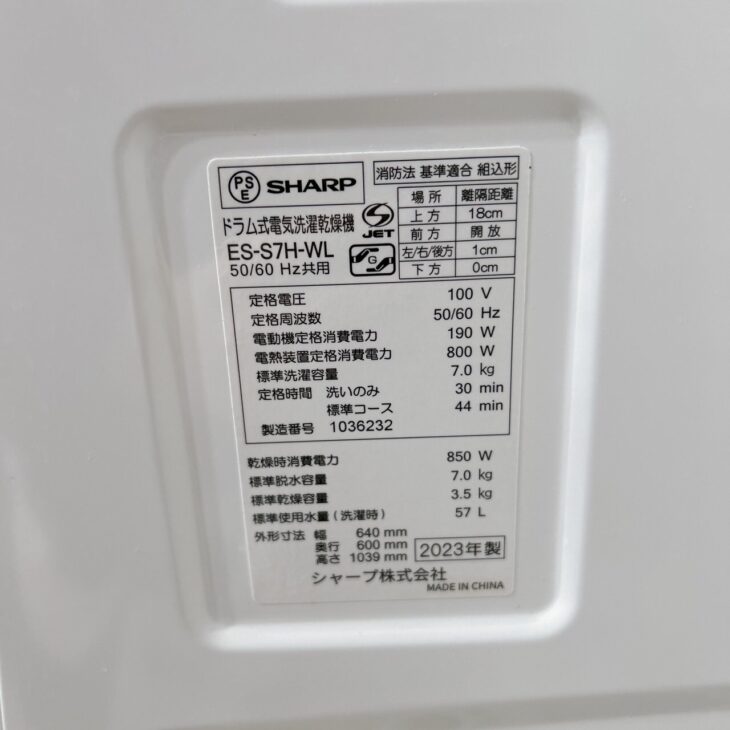 PSE SHARP
ドラム式電気洗濯乾燥機
ES-S7H-WL
50/60 Hz共用
JET
G
消防法 基準適合 組込形
場所 離隔距離
上方 18cm
前方 開放
左/右/後方 1cm
下方 0cm
定格電圧 100 V
定格周波数 50/60 Hz
電動機定格消費電力 190 W
電熱装置定格消費電力 800 W
標準洗濯容量 7.0 kg
定格時間 洗いのみ 30 min
標準コース 44 min
製造番号 1036232
乾燥時消費電力 850 W
標準脱水容量 7.0 kg
標準乾燥容量 3.5 kg
標準使用水量(洗濯時) 57 L
外形寸法 幅 640 mm
奥行 600 mm
高さ 1039 mm
2023年製
シャープ株式会社
MADE IN CHINA